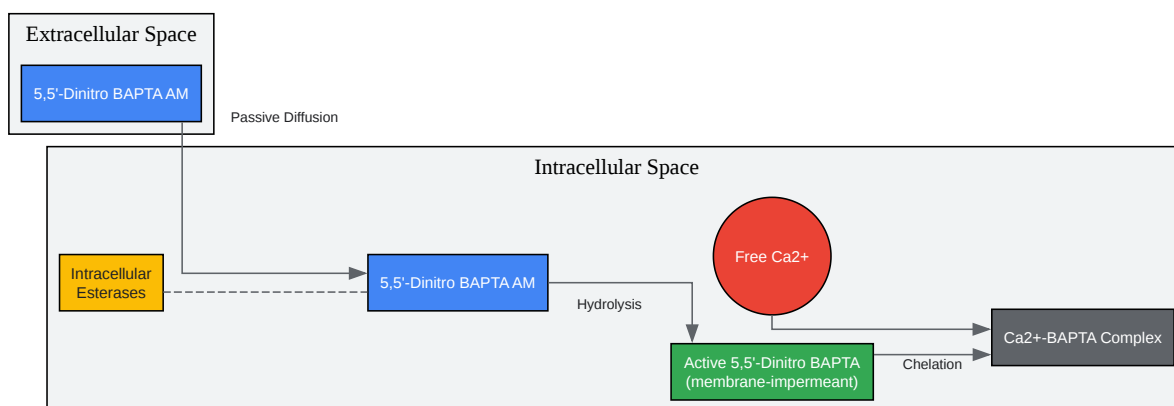 Extracellular Space
5,5'-Dinitro BAPTA AM
Passive Diffusion
Intracellular Space
Intracellular
Esterases
5,5'-Dinitro BAPTA AM
Hydrolysis
Free Ca2+
Active 5,5'-Dinitro BAPTA
(membrane-impermeant)
Chelation
Ca2+-BAPTA Complex